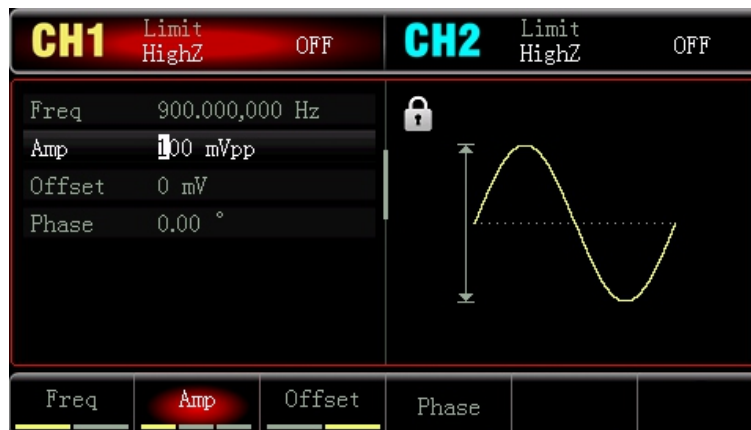 CH1 Limit HighZ OFF CH2 Limit HighZ OFF
Freq 900.000,000 Hz
Amp 100 mVpp
Offset 0 mV
Phase 0.00 °
Freq Amp Offset Phase